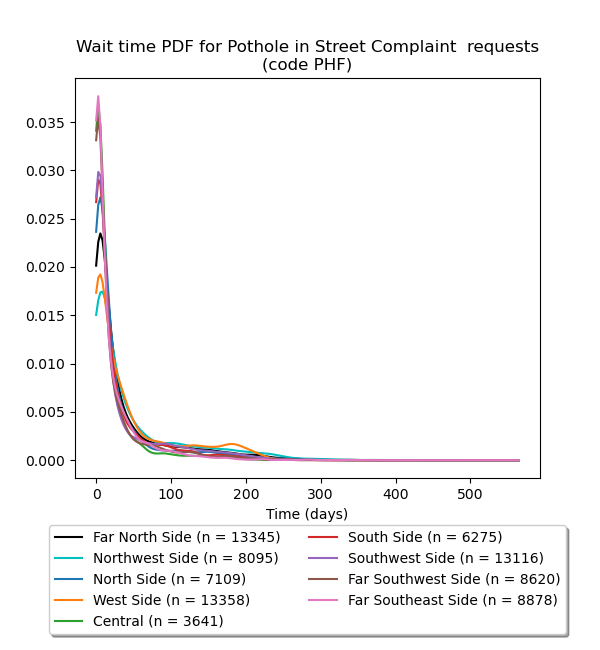 Wait time PDF for Pothole in Street Complaint  requests
(code PHF)
0.035
0.030
0.025
0.020
0.015
0.010
0.005
0.000
0 100 200 300 400 500
Time (days)
Far North Side (n = 13345)
Northwest Side (n = 8095)
North Side (n = 7109)
West Side (n = 13358)
Central (n = 3641)
South Side (n = 6275)
Southwest Side (n = 13116)
Far Southwest Side (n = 8620)
Far Southeast Side (n = 8878)